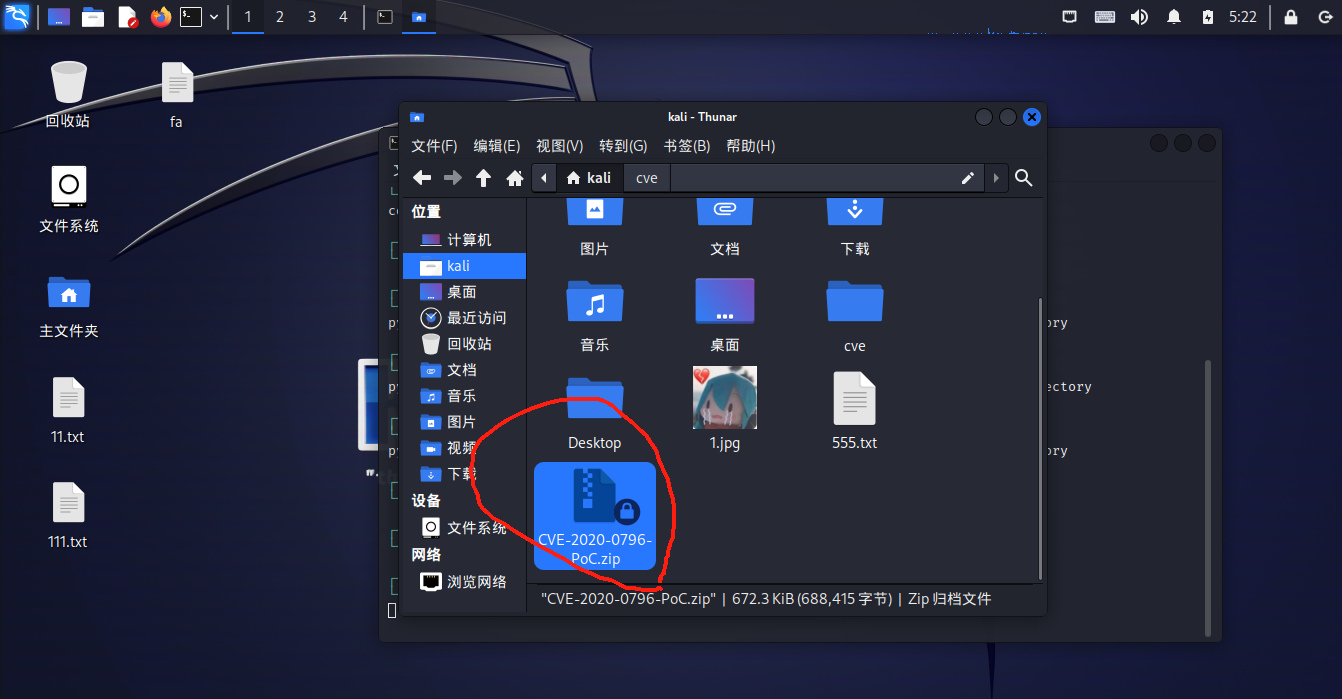 1 2 3 4
5:22
回收站
fa
文件系统
主文件夹
11.txt
111.txt
kali - Thunar
文件(F) 编辑(E) 视图(V) 转到(G) 书签(B) 帮助(H)
kali cve
位置
计算机
kali
桌面
最近访问
回收站
文档
音乐
图片
视频
下载
设备
文件系统
网络
浏览网络
图片 文档 下载
音乐 桌面 cve
Desktop 1.jpg 555.txt
CVE-2020-0796-
PoC.zip
"CVE-2020-0796-PoC.zip" | 672.3 KiB (688,415 字节) | Zip 归档文件
ory
ectory
ory